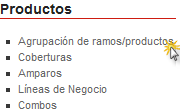 Productos
Agrupación de ramos/productos
Coberturas
Amparos
Líneas de Negocio
Combos